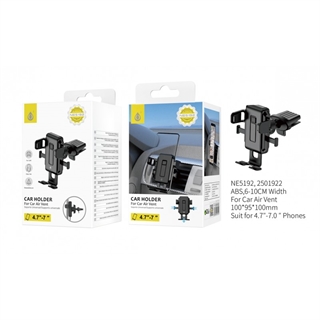 CAR HOLDER
For Car Air Vent
4.7"-7"
CAR HOLDER
For Car Air Vent
4.7"-7"
NE5192, 2501922
ABS,6-10CM Width
For Car Air Vent
100*95*100mm
Suit for 4.7"-7.0 " Phones